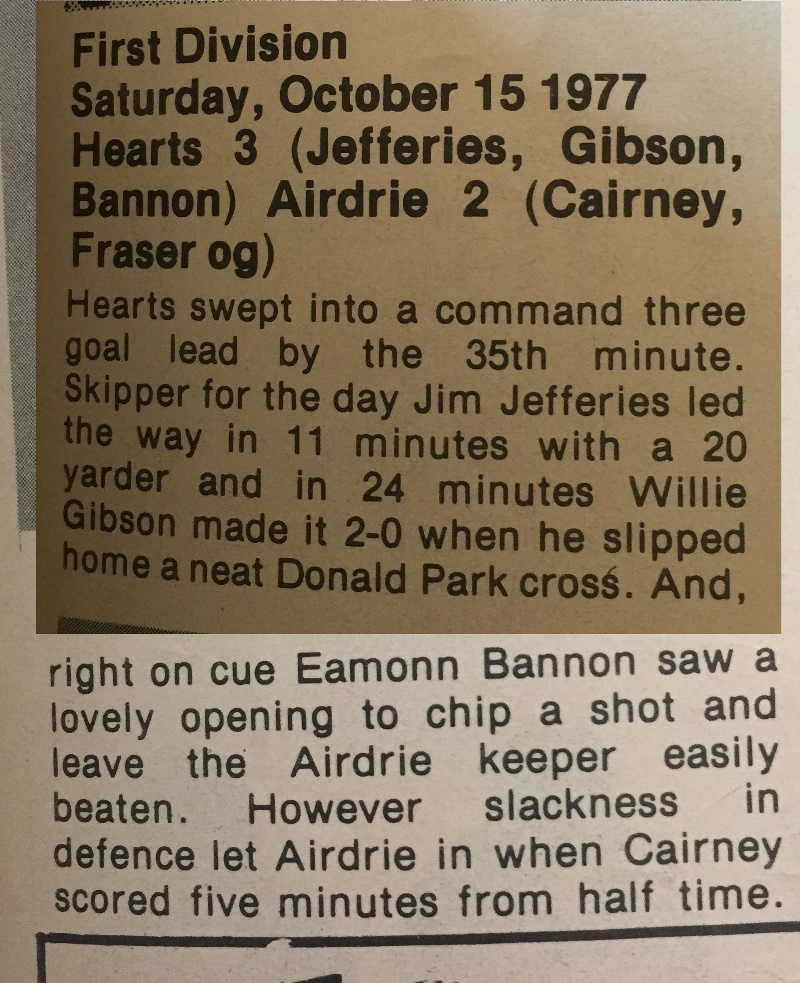 First Division
Saturday, October 15 1977
Hearts 3 (Jefferies, Gibson,
Bannon) Airdrie 2 (Cairney,
Fraser og)
Hearts swept into a command three
goal lead by the 35th minute.
Skipper for the day Jim Jefferies led
the way in 11 minutes with a 20
yarder and in 24 minutes Willie
Gibson made it 2-0 when he slipped
home a neat Donald Park cross. And,
right on cue Eamonn Bannon saw a
lovely opening to chip a shot and
leave the Airdrie keeper easily
beaten. However slackness in
defence let Airdrie in when Cairney
scored five minutes from half time.